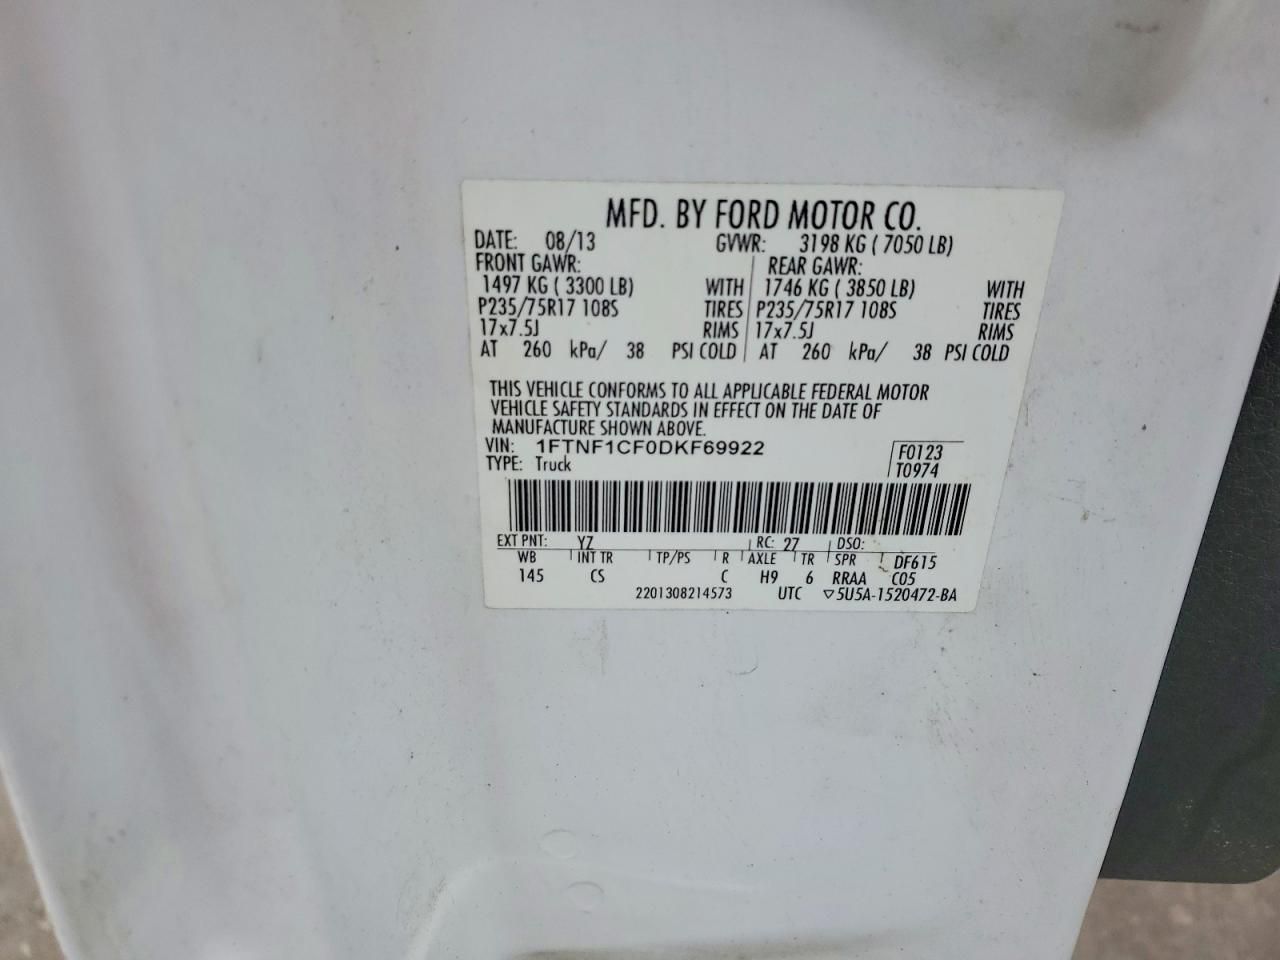 MFD. BY FORD MOTOR CO.
DATE: 08/13 GVWR: 3198 KG ( 7050 LB)
FRONT GAWR: REAR GAWR:
1497 KG ( 3300 LB) WITH 1746 KG ( 3850 LB) WITH
P235/75R17 108S TIRES P235/75R17 108S TIRES
17x7.5J RIMS 17x7.5J RIMS
AT 260 kPa/ 38 PSI COLD AT 260 kPa/ 38 PSI COLD
THIS VEHICLE CONFORMS TO ALL APPLICABLE FEDERAL MOTOR
VEHICLE SAFETY STANDARDS IN EFFECT ON THE DATE OF
MANUFACTURE SHOWN ABOVE.
VIN: 1FTNF1CF0DKF69922 F0123
TYPE: Truck T0974
EXT PNT: YZ RC: 27 DSO:
WB INT TR TP/PS R AXLE TR SPR DF615
145 CS C H9 6 RRAA C05
2201308214573 UTC ▽5U5A-1520472-BA